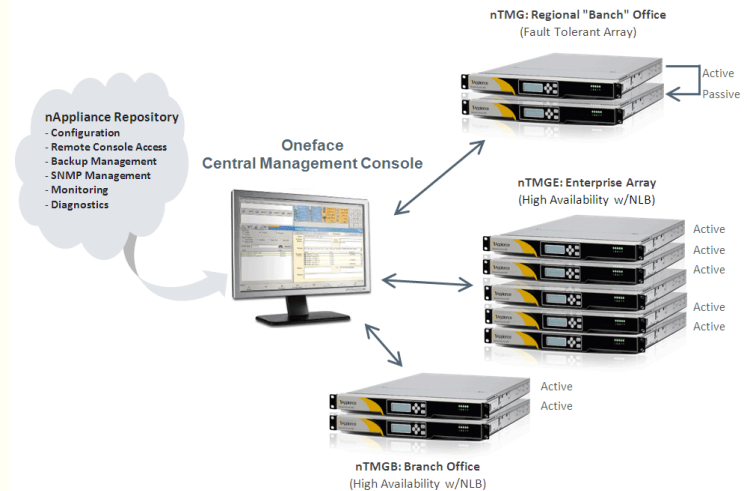 nTMG: Regional "Banch" Office
(Fault Tolerant Array)
Active
Passive
nAppliance Repository
- Configuration
- Remote Console Access
- Backup Management
- SNMP Management
- Monitoring
- Diagnostics
Oneface
Central Management Console
nTMGE: Enterprise Array
(High Availability w/NLB)
Active
Active
Active
Active
Active
Active
Active
nTMGB: Branch Office
(High Availability w/NLB)